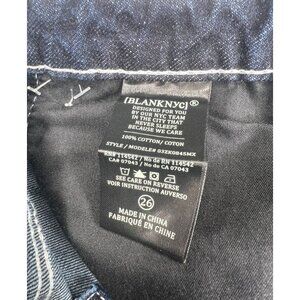 [BLANKNYC]®
DESIGNED FOR YOU
BY OUR NYC TEAM
IN THE CITY THAT
NEVER SLEEPS
BECAUSE WE CARE
100% COTTON/ COTON
STYLE / MODELE#
RN# 114542 / No de RN 114542
CA# 07043 / No de CA 07043
SEE REVERSE INSTRUCTION
VOIR INSTRUCTION AUVERSO
26
MADE IN CHINA
FABRIQUÉ EN CHINE